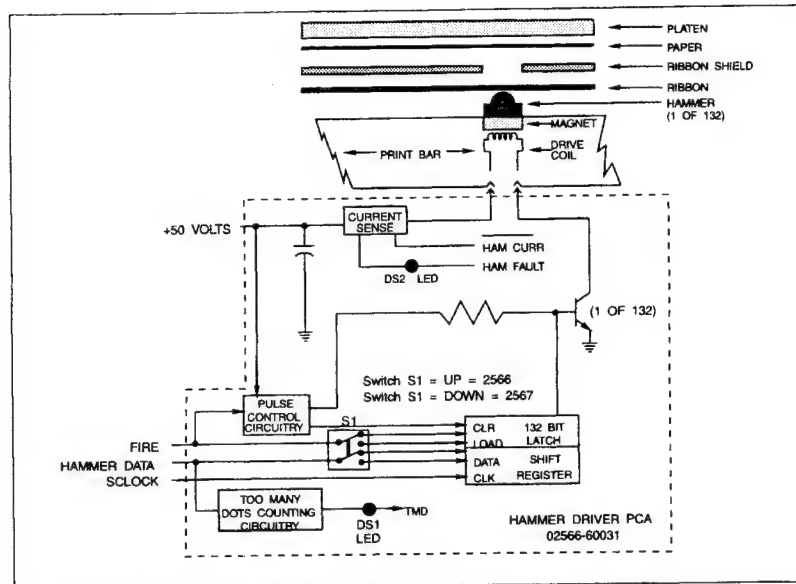 PLATEN
PAPER
RIBBON SHIELD
RIBBON
HAMMER
(1 OF 132)
MAGNET
PRINT BAR
DRIVE
COIL
+50 VOLTS
CURRENT
SENSE
HAM CURR
DS2 LED
HAM FAULT
(1 OF 132)
Switch S1 = UP = 2566
Switch S1 = DOWN = 2567
PULSE
CONTROL
CIRCUITRY
S1
CLR
132 BIT
LOAD
LATCH
FIRE
HAMMER DATA
DATA
SHIFT
SCLOCK
CLK
REGISTER
TOO MANY
DOTS COUNTING
CIRCUITRY
DS1
LED
TMD
HAMMER DRIVER PCA
02566-60031